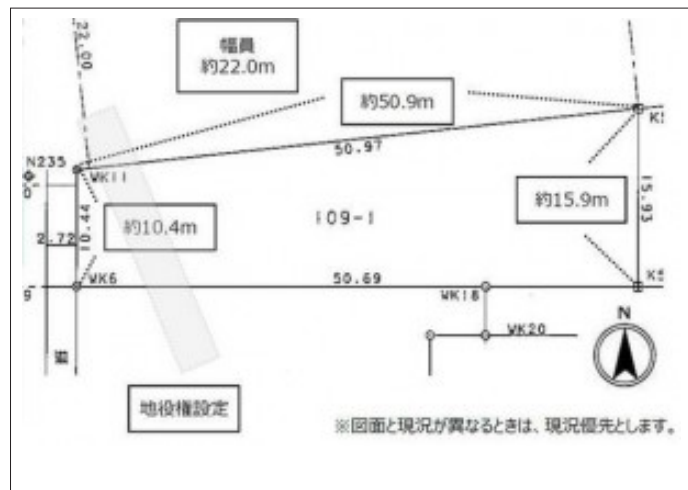 22.00
幅員
約22.0m
約50.9m
50.97
N235
WK11
10.44
約10.4m
2.72
109-1
約15.9m
15.93
WK6
50.69
WK18
WK20
N
地役権設定
※図面と現況が異なるときは、現況優先とします。